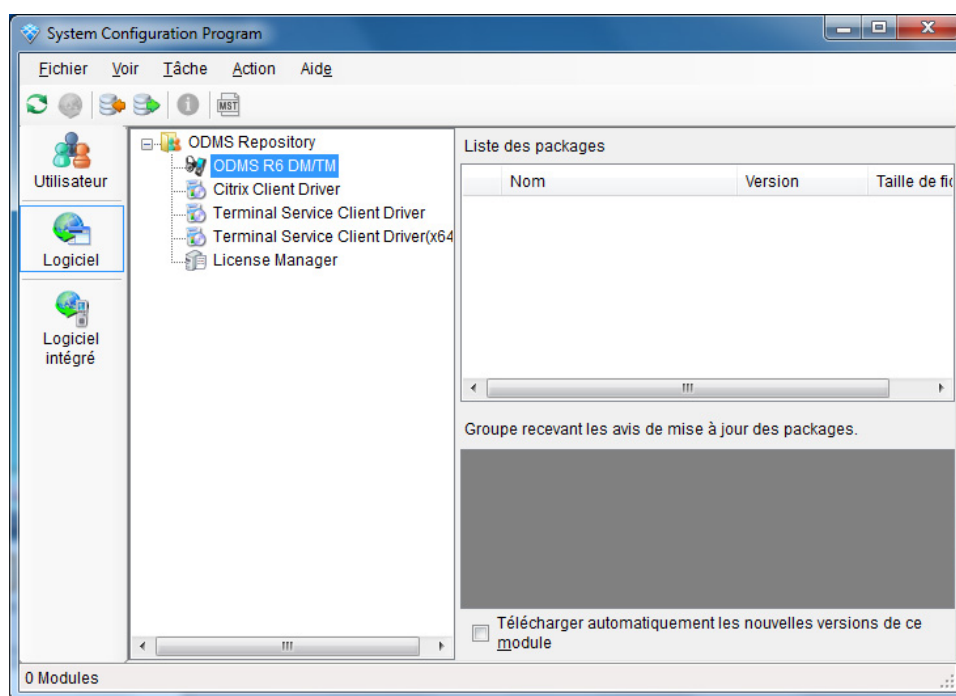 System Configuration Program
Fichier Voir Tâche Action Aide
MST
Utilisateur
Logiciel
Logiciel
intégré
ODMS Repository
ODMS R6 DM/TM
Citrix Client Driver
Terminal Service Client Driver
Terminal Service Client Driver(x64
License Manager
Liste des packages
Nom Version Taille de fic
Groupe recevant les avis de mise à jour des packages.
Télécharger automatiquement les nouvelles versions de ce
module
0 Modules